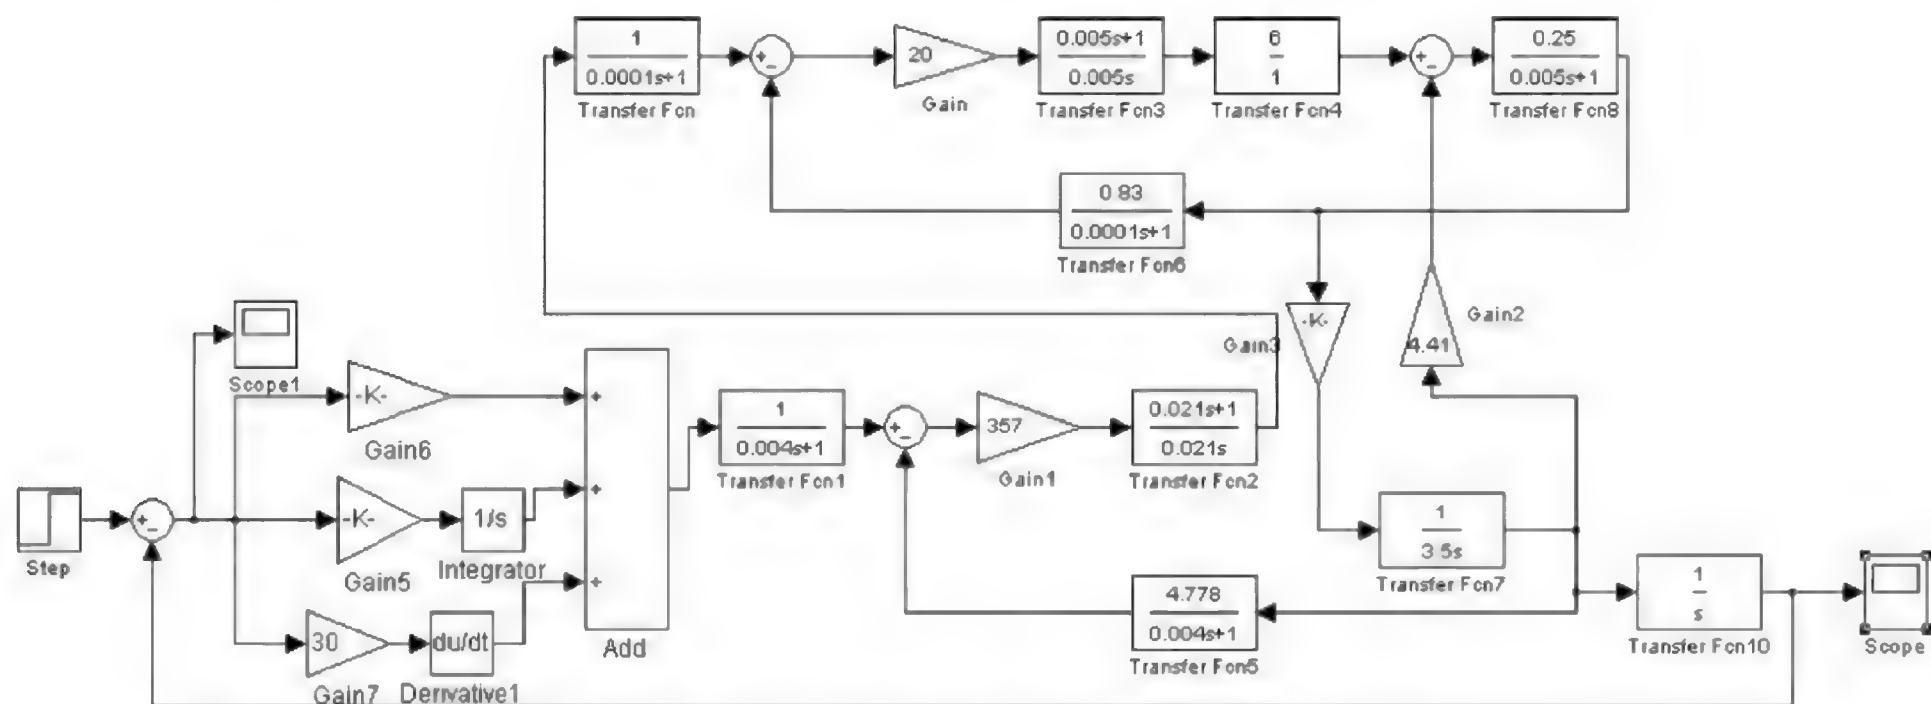 1
0.0001s+1
Transfer Fcn
+
-
20
Gain
0.005s+1
0.005s
Transfer Fcn3
6
1
Transfer Fcn4
+
-
0.25
0.005s+1
Transfer Fcn8
0.83
0.0001s+1
Transfer Fcn6
-K-
Gain3
4.41
Gain2
Scope1
-K-
Gain6
+
+
+
Add
1
0.004s+1
Transfer Fcn1
+
-
357
Gain1
0.021s+1
0.021s
Transfer Fcn2
Step
+
-
-K-
Gain5
1/s
Integrator
30
Gain7
du/dt
Derivative1
1
3.5s
Transfer Fcn7
4.778
0.004s+1
Transfer Fcn5
1
s
Transfer Fcn10
Scope